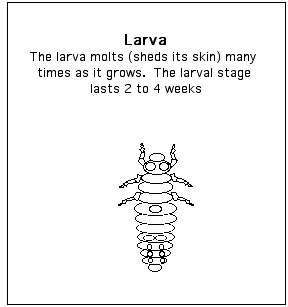 Larva
The larva molts (sheds its skin) many
times as it grows. The larval stage
lasts 2 to 4 weeks